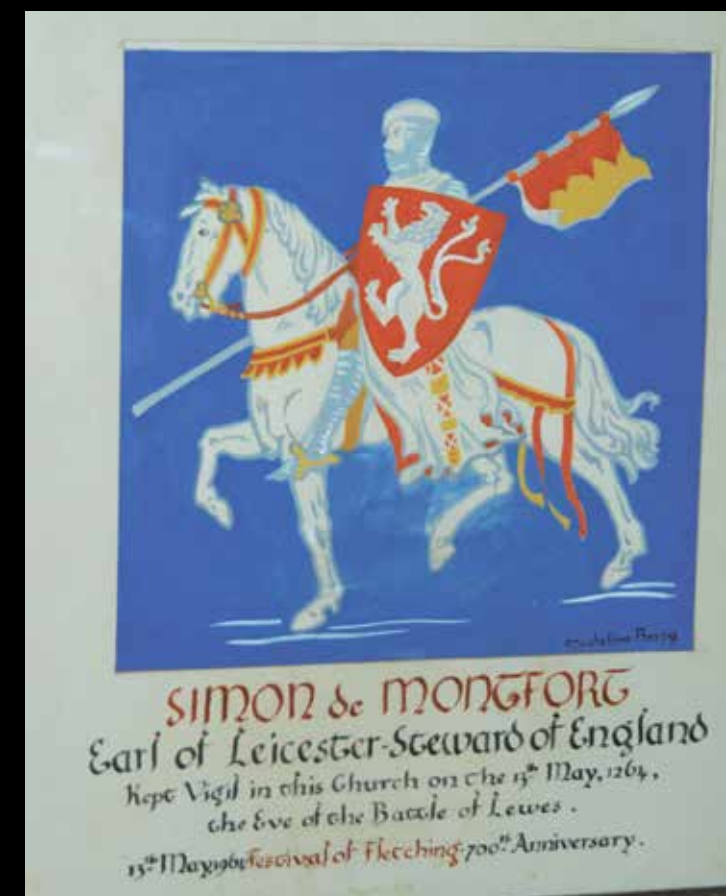 SIMON de MONTFORT
Earl of Leicester-Steward of England
Kept Vigil in this Church on the 13th May, 1264,
the Eve of the Battle of Lewes.
13th May 1964 Festival of Fletching 700th Anniversary.